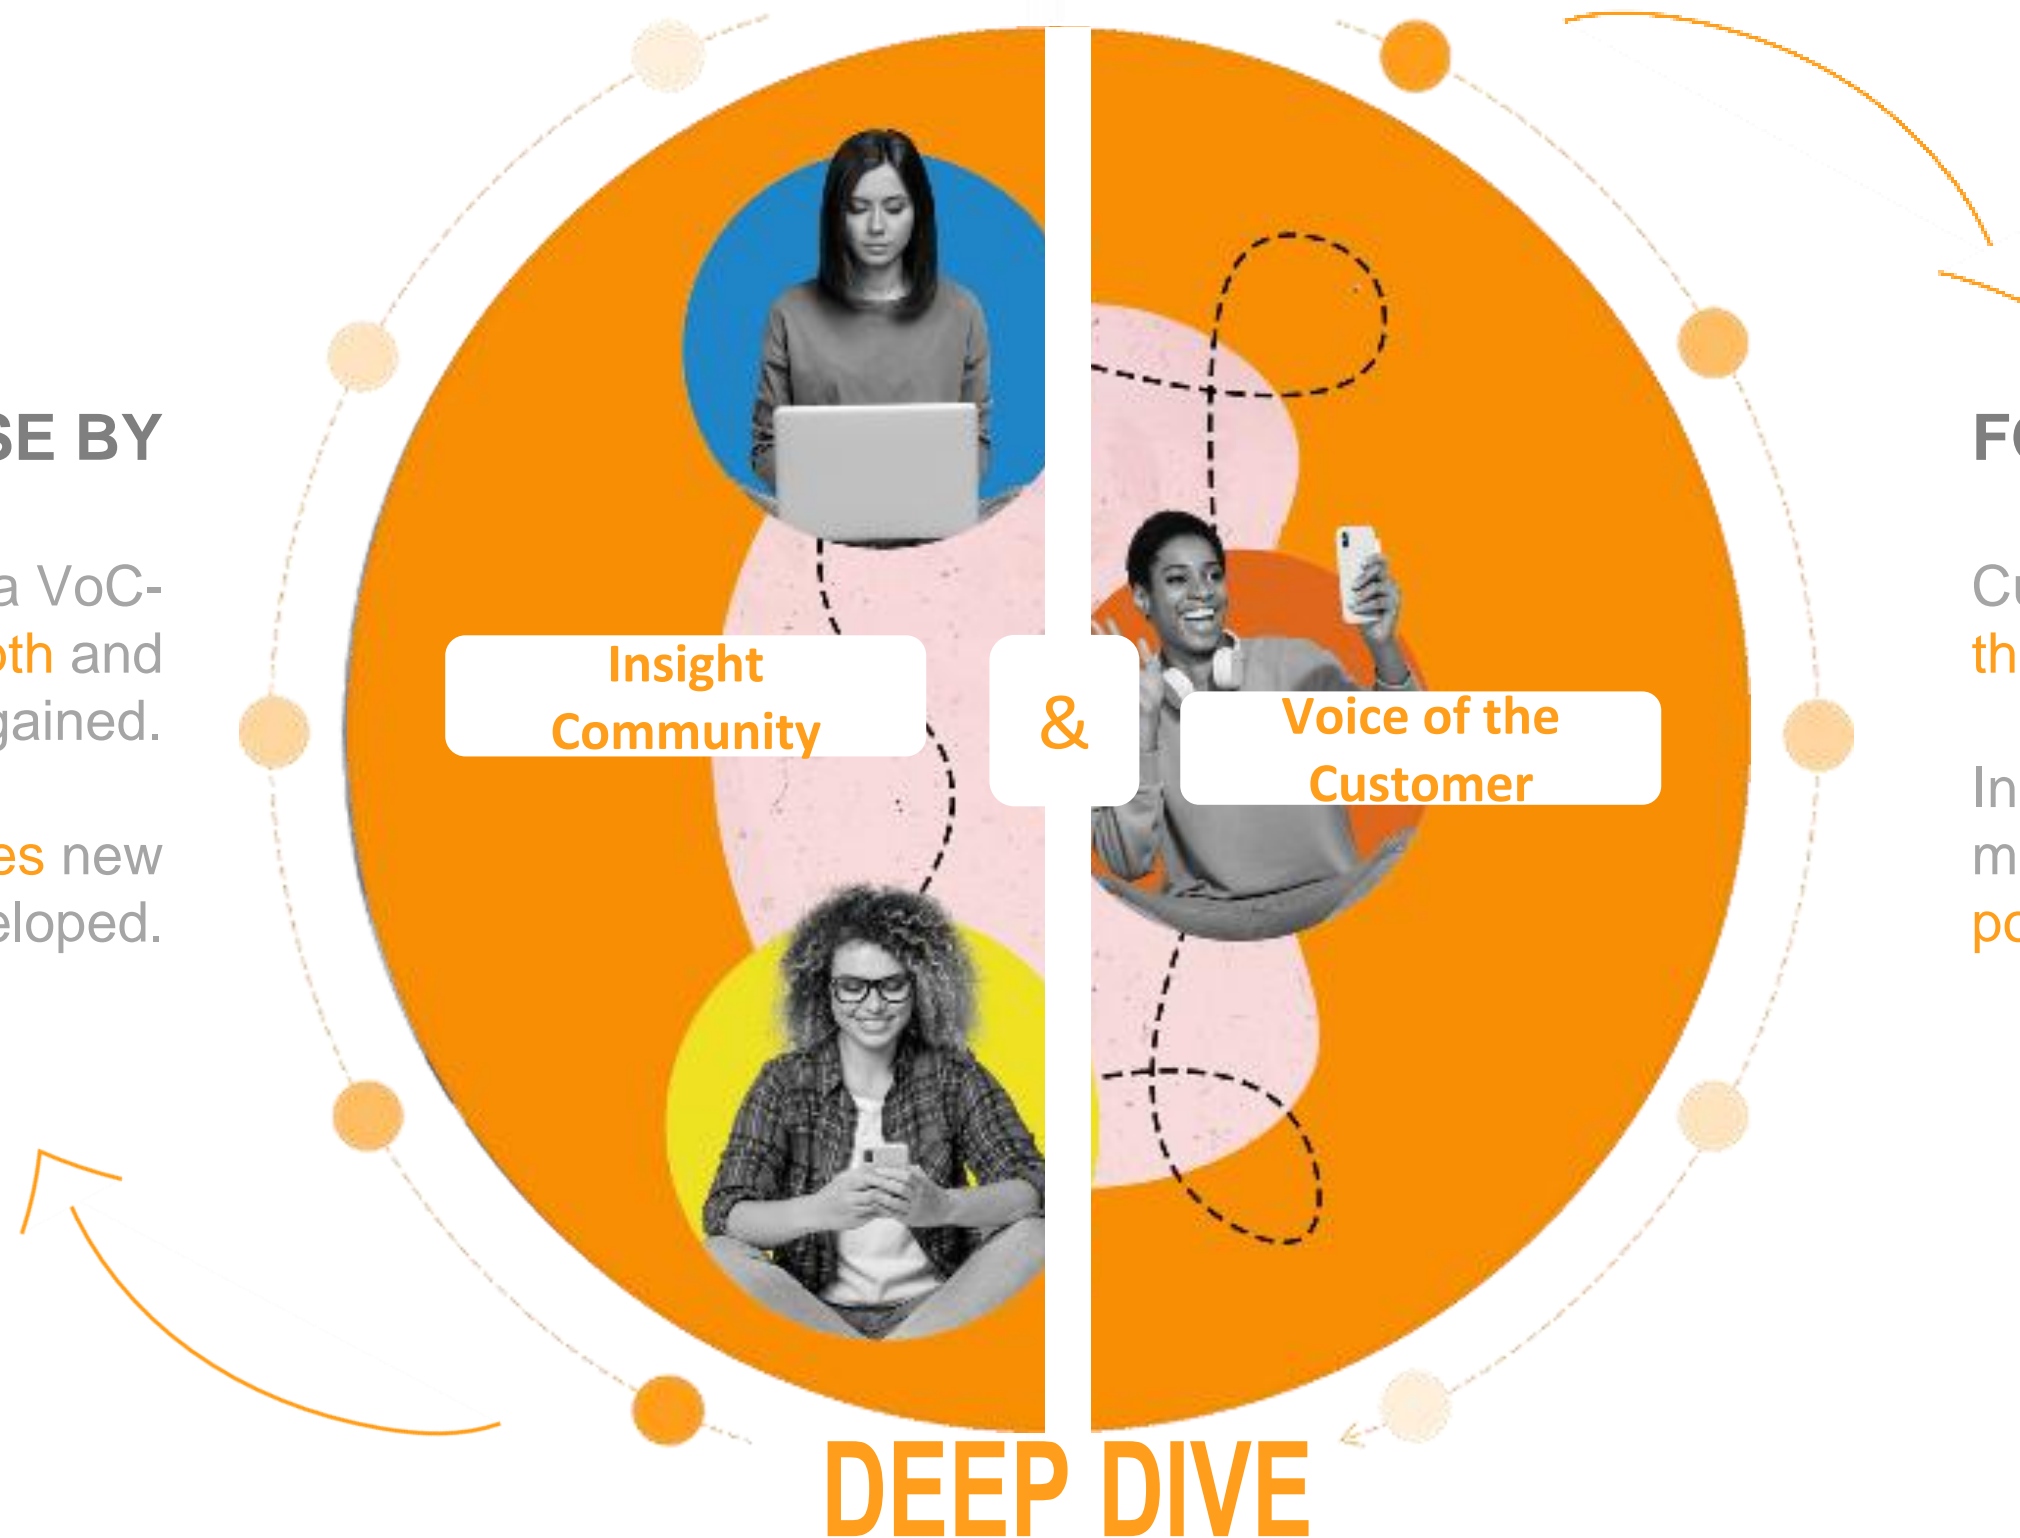 SE BY
a VoC-
oth and
gained.
es new
eloped.
Insight
Community
&
Voice of the
Customer
Cu
th
In
m
po
DEEP DIVE